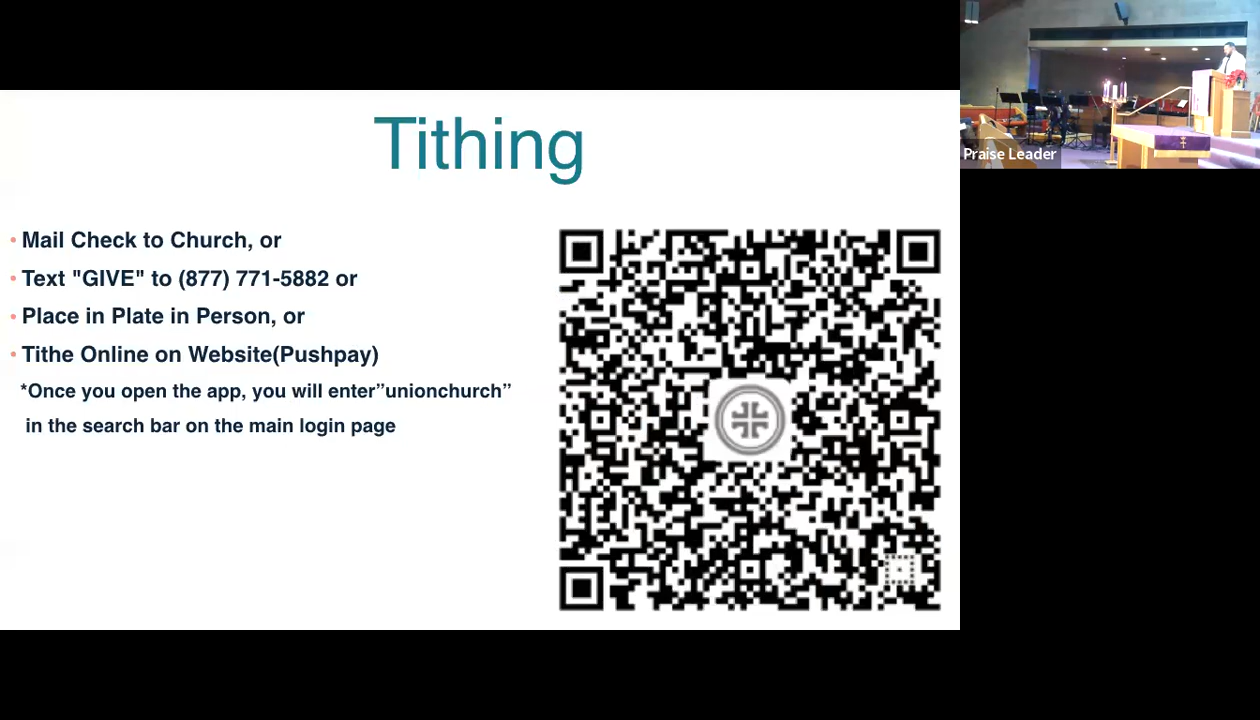 Tithing
• Mail Check to Church, or
• Text "GIVE" to (877) 771-5882 or
• Place in Plate in Person, or
• Tithe Online on Website(Pushpay)
*Once you open the app, you will enter”unionchurch”
in the search bar on the main login page
Praise Leader